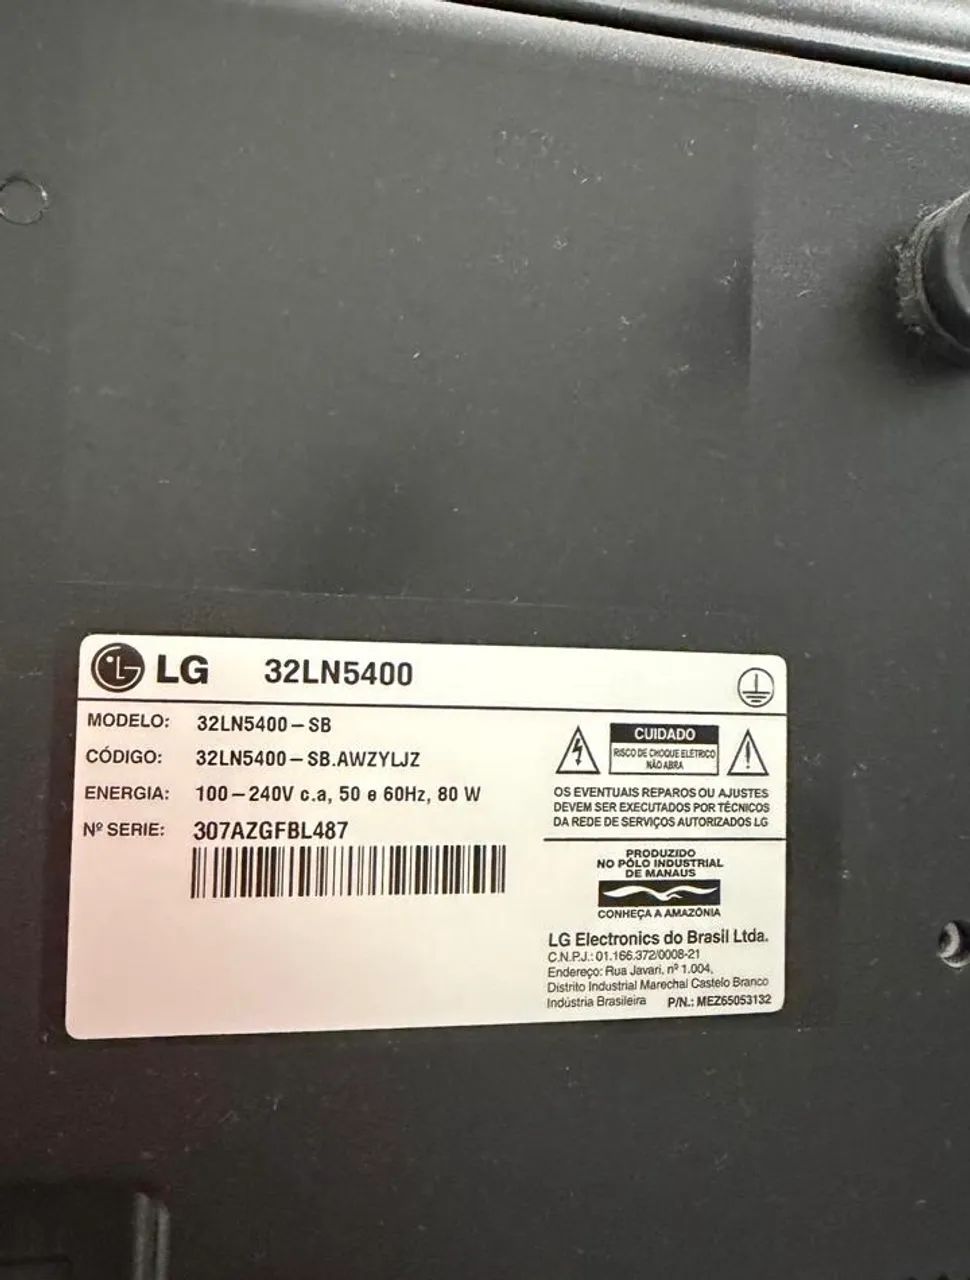 LG 32LN5400
MODELO: 32LN5400-SB
CÓDIGO: 32LN5400-SB.AWZYLJZ
ENERGIA: 100-240V c.a, 50 e 60Hz, 80 W
Nº SERIE: 307AZGFBL487
CUIDADO
RISCO DE CHOQUE ELÉTRICO
NÃO ABRA
OS EVENTUAIS REPAROS OU AJUSTES
DEVEM SER EXECUTADOS POR TÉCNICOS
DA REDE DE SERVIÇOS AUTORIZADOS LG
PRODUZIDO
NO PÓLO INDUSTRIAL
DE MANAUS
CONHEÇA A AMAZÔNIA
LG Electronics do Brasil Ltda.
C.N.P.J.: 01.166.372/0008-21
Endereço: Rua Javari, nº 1.004,
Distrito Industrial Marechal Castelo Branco
Indústria Brasileira P/N.: MEZ65053132